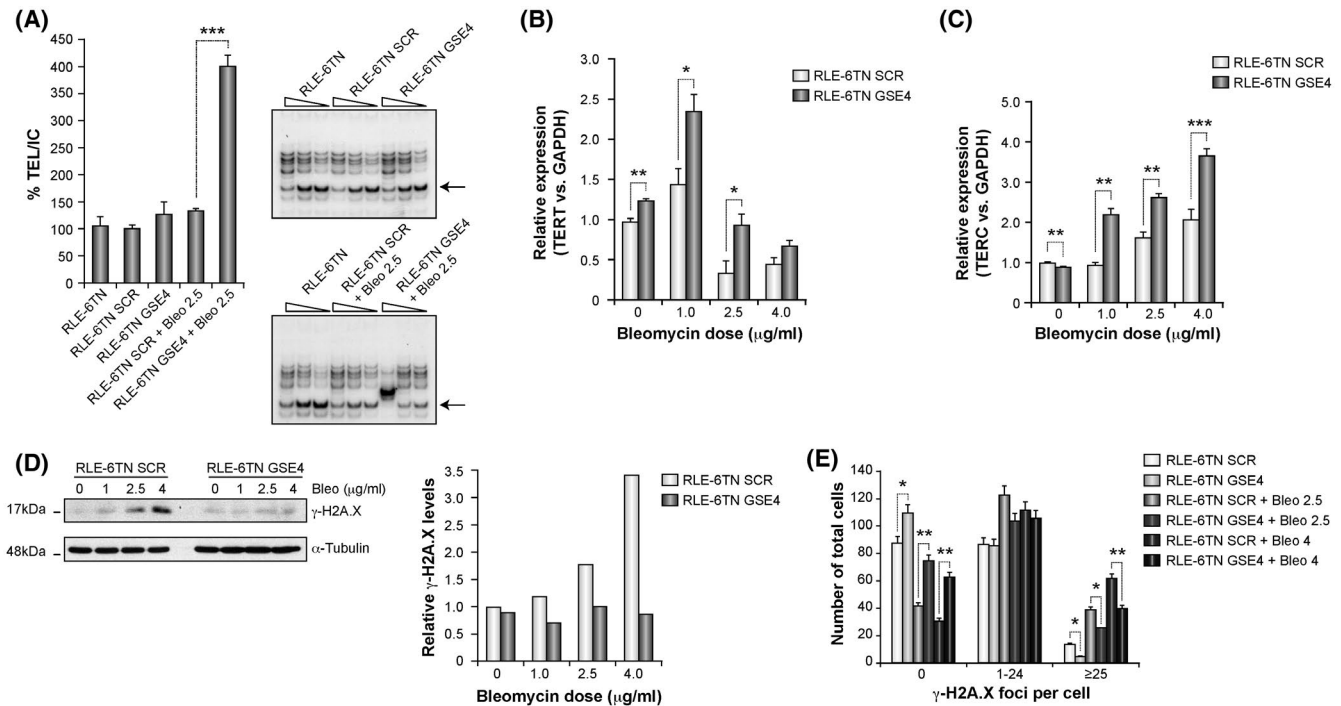 (A)
***
450
400
350
300
250
200
150
100
50
0
% TEL/IC
RLE-6TN
RLE-6TN SCR
RLE-6TN GSE4
RLE-6TN SCR + Bleo 2.5
RLE-6TN GSE4 + Bleo 2.5
RLE-6TN
RLE-6TN SCR
RLE-6TN GSE4
RLE-6TN
RLE-6TN SCR
+ Bleo 2.5
RLE-6TN GSE4
+ Bleo 2.5
(B)
RLE-6TN SCR
RLE-6TN GSE4
3.0
2.5
2.0
1.5
1.0
0.5
0
Relative expression
(TERT vs. GAPDH)
**
*
*
0
1.0
2.5
4.0
Bleomycin dose (μg/ml)
(C)
RLE-6TN SCR
RLE-6TN GSE4
5.0
4.0
3.0
2.0
1.0
0
Relative expression
(TERC vs. GAPDH)
**
**
**
***
0
1.0
2.5
4.0
Bleomycin dose (μg/ml)
(D)
RLE-6TN SCR
RLE-6TN GSE4
0 1 2.5 4
0 1 2.5 4
Bleo (μg/ml)
17kDa
γ-H2A.X
48kDa
α-Tubulin
3.5
3.0
2.5
2.0
1.5
1.0
0.5
0
Relative γ-H2A.X levels
RLE-6TN SCR
RLE-6TN GSE4
0
1.0
2.5
4.0
Bleomycin dose (μg/ml)
(E)
140
120
100
80
60
40
20
0
Number of total cells
*
**
**
*
*
**
RLE-6TN SCR
RLE-6TN GSE4
RLE-6TN SCR + Bleo 2.5
RLE-6TN GSE4 + Bleo 2.5
RLE-6TN SCR + Bleo 4
RLE-6TN GSE4 + Bleo 4
0
1-24
≥25
γ-H2A.X foci per cell